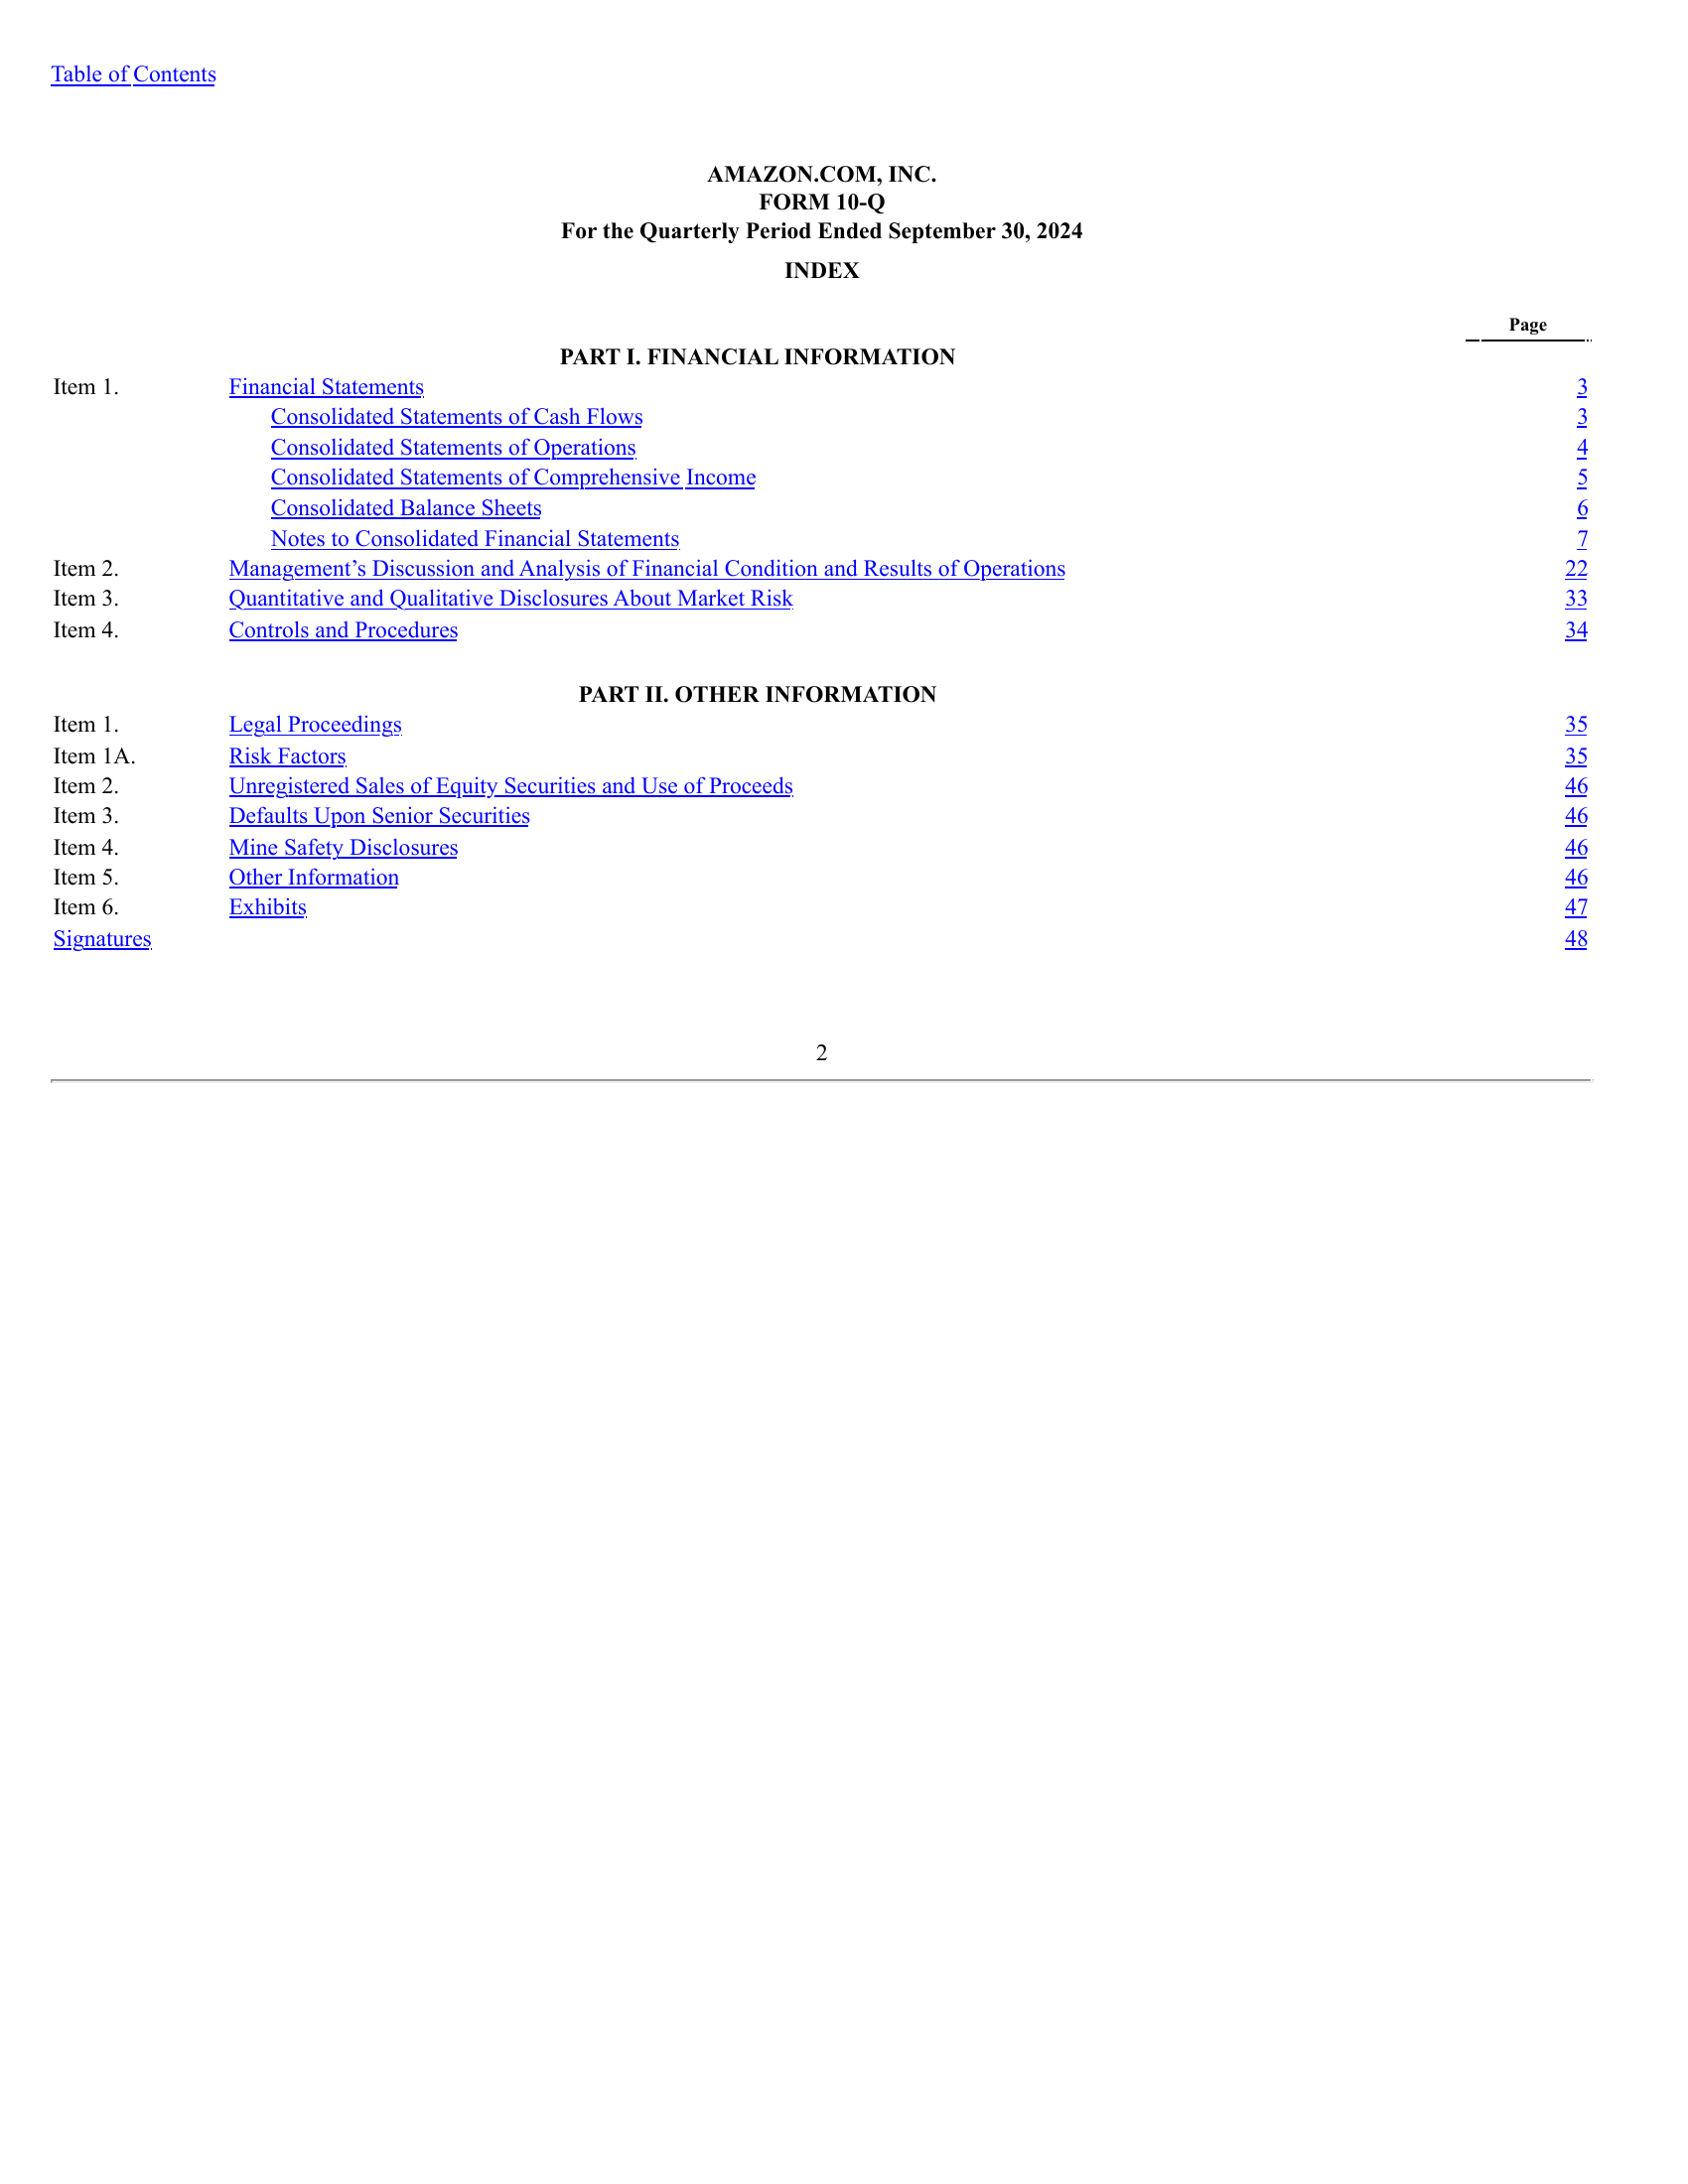 Table of Contents
AMAZON.COM, INC.
FORM 10-Q
For the Quarterly Period Ended September 30, 2024
INDEX
Page
PART I. FINANCIAL INFORMATION
Item 1. Financial Statements 3
Consolidated Statements of Cash Flows 3
Consolidated Statements of Operations 4
Consolidated Statements of Comprehensive Income 5
Consolidated Balance Sheets 6
Notes to Consolidated Financial Statements 7
Item 2. Management’s Discussion and Analysis of Financial Condition and Results of Operations 22
Item 3. Quantitative and Qualitative Disclosures About Market Risk 33
Item 4. Controls and Procedures 34
PART II. OTHER INFORMATION
Item 1. Legal Proceedings 35
Item 1A. Risk Factors 35
Item 2. Unregistered Sales of Equity Securities and Use of Proceeds 46
Item 3. Defaults Upon Senior Securities 46
Item 4. Mine Safety Disclosures 46
Item 5. Other Information 46
Item 6. Exhibits 47
Signatures 48
2